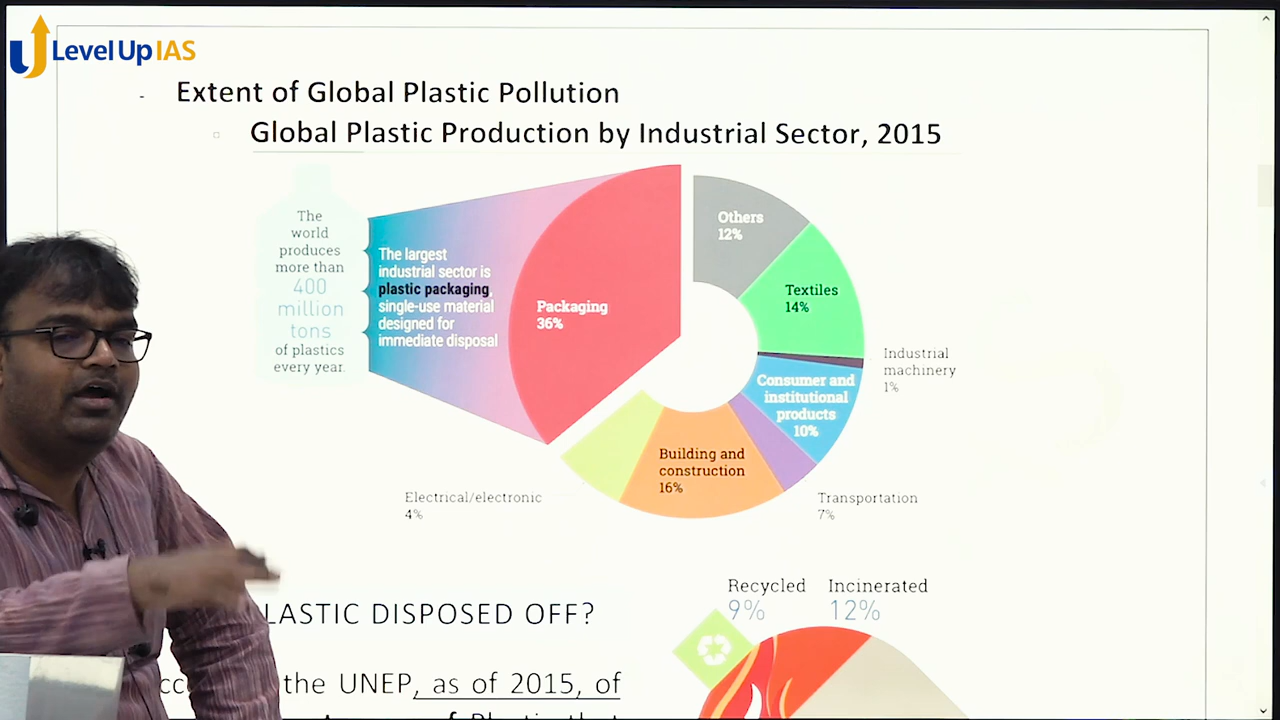 Level Up IAS
- Extent of Global Plastic Pollution
Global Plastic Production by Industrial Sector, 2015
The
world
produces
more than
400
million
tons
of plastics
every year.
The largest
industrial sector is
plastic packaging,
single-use material
designed for
immediate disposal
Packaging
36%
Others
12%
Textiles
14%
Industrial
machinery
1%
Consumer and
institutional
products
10%
Transportation
7%
Building and
construction
16%
Electrical/electronic
4%
Recycled
9%
Incinerated
12%
LASTIC DISPOSED OFF?
the UNEP, as of 2015, of